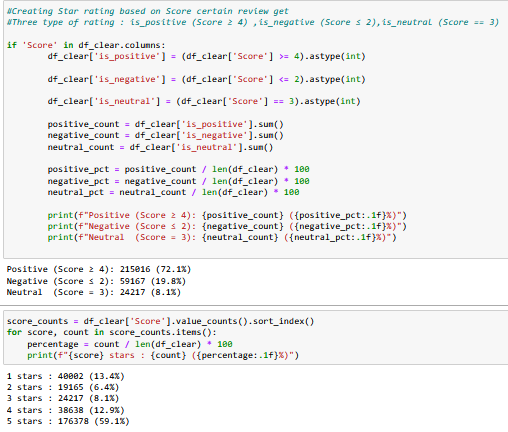 #Creating Star rating based on Score certain review get
#Three type of rating : is_positive (Score ≥ 4) ,is_negative (Score ≤ 2),is_neutral (Score == 3)
if 'Score' in df_clear.columns:
df_clear['is_positive'] = (df_clear['Score'] >= 4).astype(int)
df_clear['is_negative'] = (df_clear['Score'] <= 2).astype(int)
df_clear['is_neutral'] = (df_clear['Score'] == 3).astype(int)
positive_count = df_clear['is_positive'].sum()
negative_count = df_clear['is_negative'].sum()
neutral_count = df_clear['is_neutral'].sum()
positive_pct = positive_count / len(df_clear) * 100
negative_pct = negative_count / len(df_clear) * 100
neutral_pct = neutral_count / len(df_clear) * 100
print(f"Positive (Score ≥ 4): {positive_count} ({positive_pct:.1f}%)")
print(f"Negative (Score ≤ 2): {negative_count} ({negative_pct:.1f}%)")
print(f"Neutral  (Score = 3): {neutral_count} ({neutral_pct:.1f}%)")
Positive (Score ≥ 4): 215016 (72.1%)
Negative (Score ≤ 2): 59167 (19.8%)
Neutral  (Score = 3): 24217 (8.1%)
score_counts = df_clear['Score'].value_counts().sort_index()
for score, count in score_counts.items():
percentage = count / len(df_clear) * 100
print(f"{score} stars : {count} ({percentage:.1f}%)")
1 stars : 40002 (13.4%)
2 stars : 19165 (6.4%)
3 stars : 24217 (8.1%)
4 stars : 38638 (12.9%)
5 stars : 176378 (59.1%)